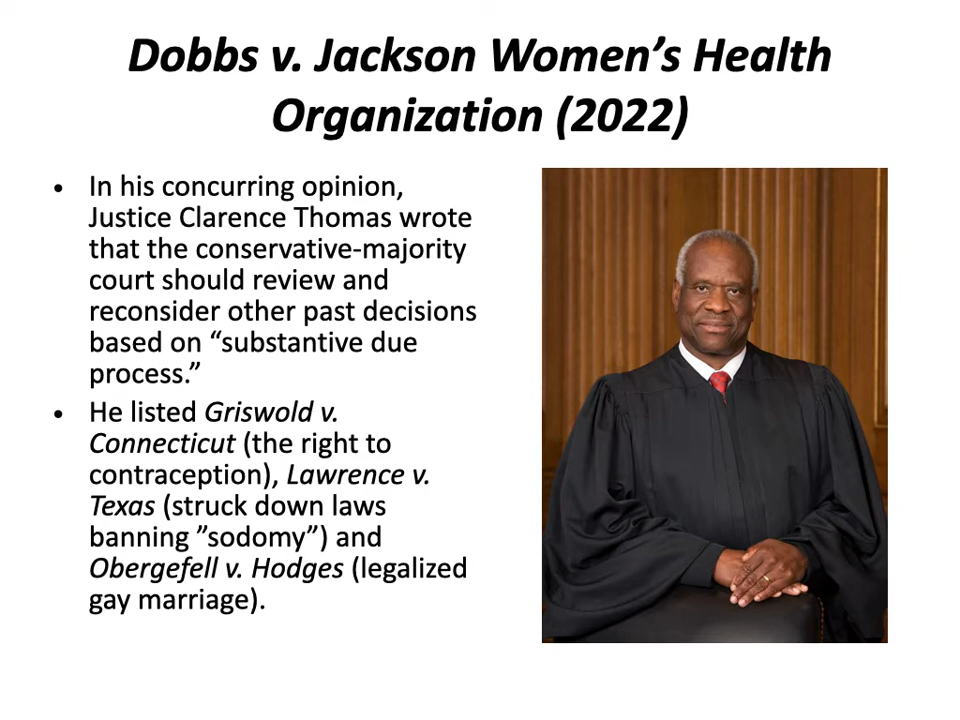 Dobbs v. Jackson Women’s Health
Organization (2022)
• In his concurring opinion,
Justice Clarence Thomas wrote
that the conservative-majority
court should review and
reconsider other past decisions
based on “substantive due
process.”
• He listed Griswold v.
Connecticut (the right to
contraception), Lawrence v.
Texas (struck down laws
banning ”sodomy”) and
Obergefell v. Hodges (legalized
gay marriage).